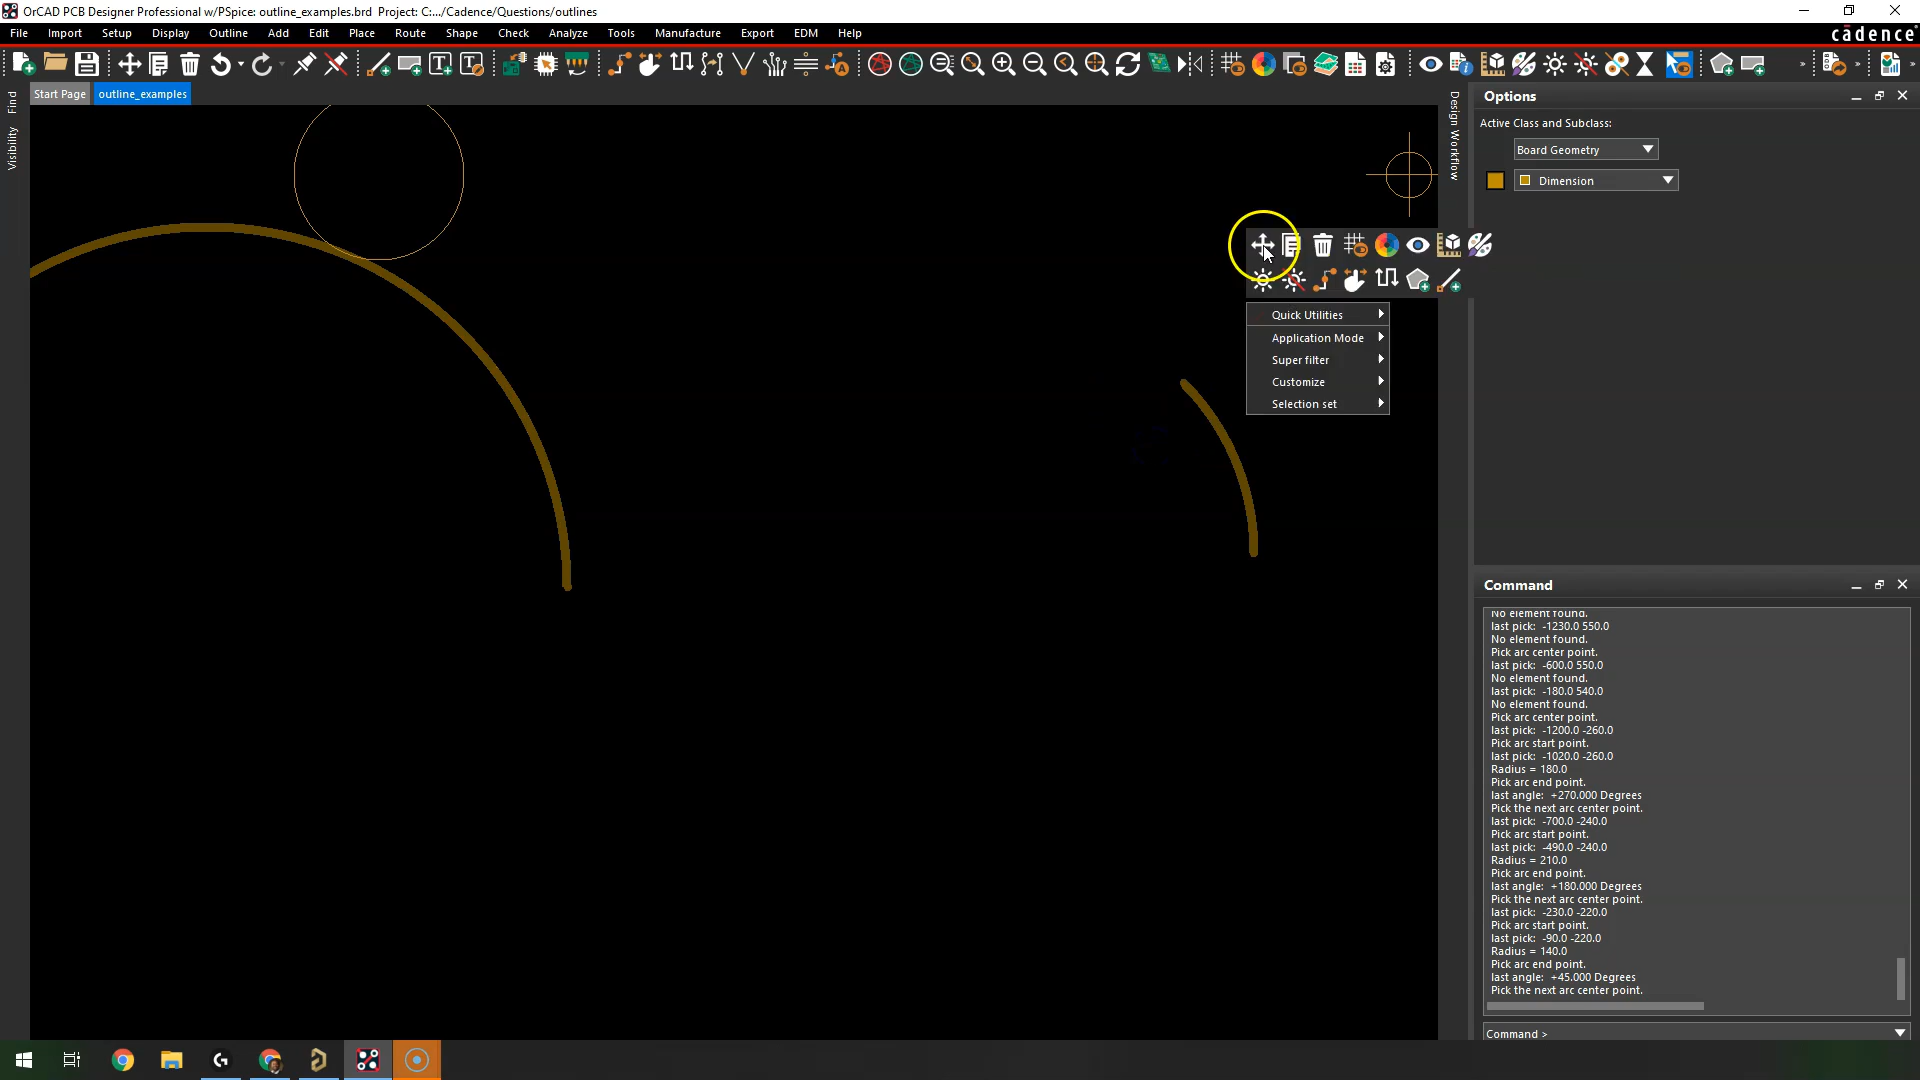 OrCAD PCB Designer Professional w/PSpice: outline_examples.brd  Project: C:.../Cadence/Questions/outlines
File Import Setup Display Outline Add Edit Place Route Shape Check Analyze Tools Manufacture Export EDM Help
cādence
Start Page outline_examples
Find
Visibility
Design Workflow
Options
Active Class and Subclass:
Board Geometry
Dimension
Quick Utilities
Application Mode
Super filter
Customize
Selection set
Command
No element found.
last pick:  -1230.0 550.0
No element found.
Pick arc center point.
last pick:  -600.0 550.0
No element found.
last pick:  -180.0 540.0
No element found.
Pick arc center point.
last pick:  -1200.0 -260.0
Pick arc start point.
last pick:  -1020.0 -260.0
Radius = 180.0
Pick arc end point.
last angle:  +270.000 Degrees
Pick the next arc center point.
last pick:  -700.0 -240.0
Pick arc start point.
last pick:  -490.0 -240.0
Radius = 210.0
Pick arc end point.
last angle:  +180.000 Degrees
Pick the next arc center point.
last pick:  -230.0 -220.0
Pick arc start point.
last pick:  -90.0 -220.0
Radius = 140.0
Pick arc end point.
last angle:  +45.000 Degrees
Pick the next arc center point.
Command >